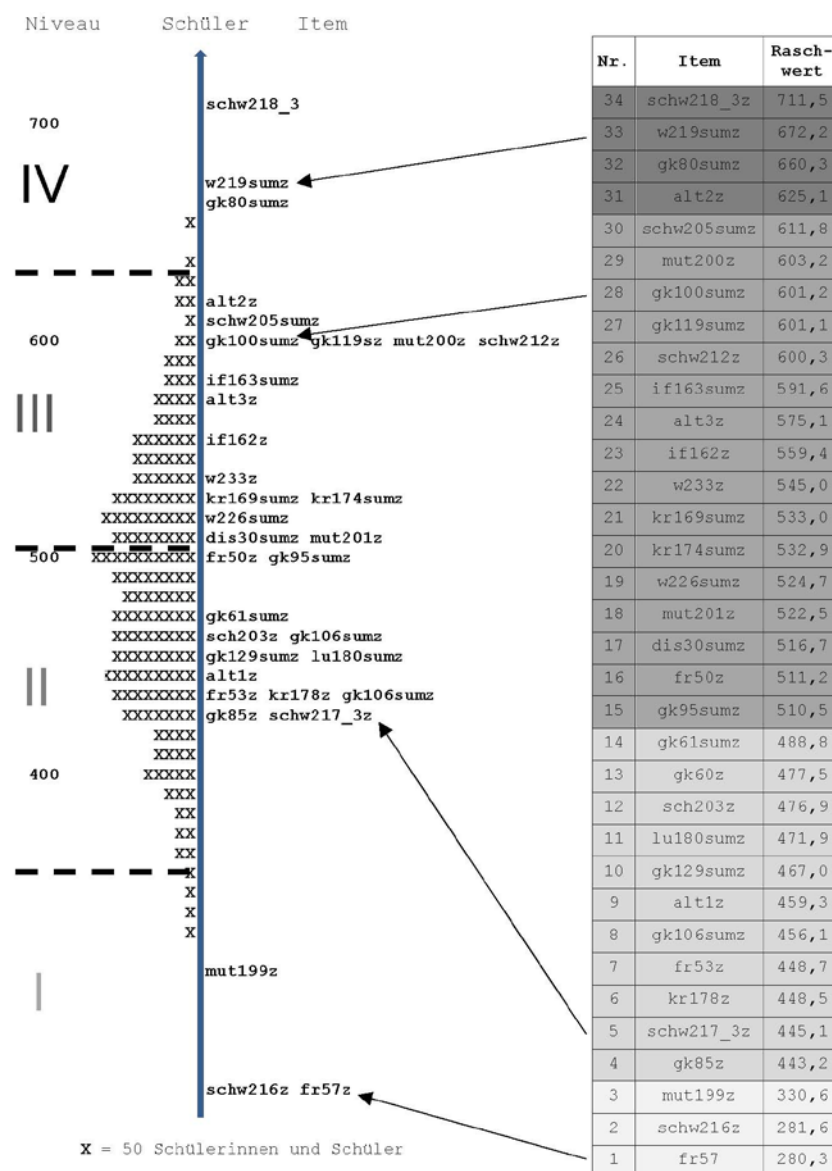 Niveau Schüler Item
schw218_3
700
IV
w219sumz
gk80sumz
X
X
XX
XX alt2z
X schw205sumz
600 XX gk100sumz gk119sz mut200z schw212z
XXX
XXX if163sumz
III
XXXX alt3z
XXXX
XXXXXX if162z
XXXXXX
XXXXXX w233z
XXXXXXXX kr169sumz kr174sumz
XXXXXXXXX w226sumz
XXXXXXXX dis30sumz mut201z
500 XXXXXXXXXX fr50z gk95sumz
XXXXXXXX
XXXXXXX
XXXXXXXX gk61sumz
XXXXXXXX sch203z gk106sumz
XXXXXXXX gk129sumz lu180sumz
II
XXXXXXXXX alt1z
XXXXXXXX fr53z kr178z gk106sumz
XXXXXXX gk85z schw217_3z
XXXX
XXXX
400 XXXXX
XXX
XX
XX
XX
X
X
X
X
mut199z
I
schw216z fr57z
X = 50 Schülerinnen und Schüler
Nr. Item Rasch-
wert
34 schw218_3z 711,5
33 w219sumz 672,2
32 gk80sumz 660,3
31 alt2z 625,1
30 schw205sumz 611,8
29 mut200z 603,2
28 gk100sumz 601,2
27 gk119sumz 601,1
26 schw212z 600,3
25 if163sumz 591,6
24 alt3z 575,1
23 if162z 559,4
22 w233z 545,0
21 kr169sumz 533,0
20 kr174sumz 532,9
19 w226sumz 524,7
18 mut201z 522,5
17 dis30sumz 516,7
16 fr50z 511,2
15 gk95sumz 510,5
14 gk61sumz 488,8
13 gk60z 477,5
12 sch203z 476,9
11 lu180sumz 471,9
10 gk129sumz 467,0
9 alt1z 459,3
8 gk106sumz 456,1
7 fr53z 448,7
6 kr178z 448,5
5 schw217_3z 445,1
4 gk85z 443,2
3 mut199z 330,6
2 schw216z 281,6
1 fr57 280,3